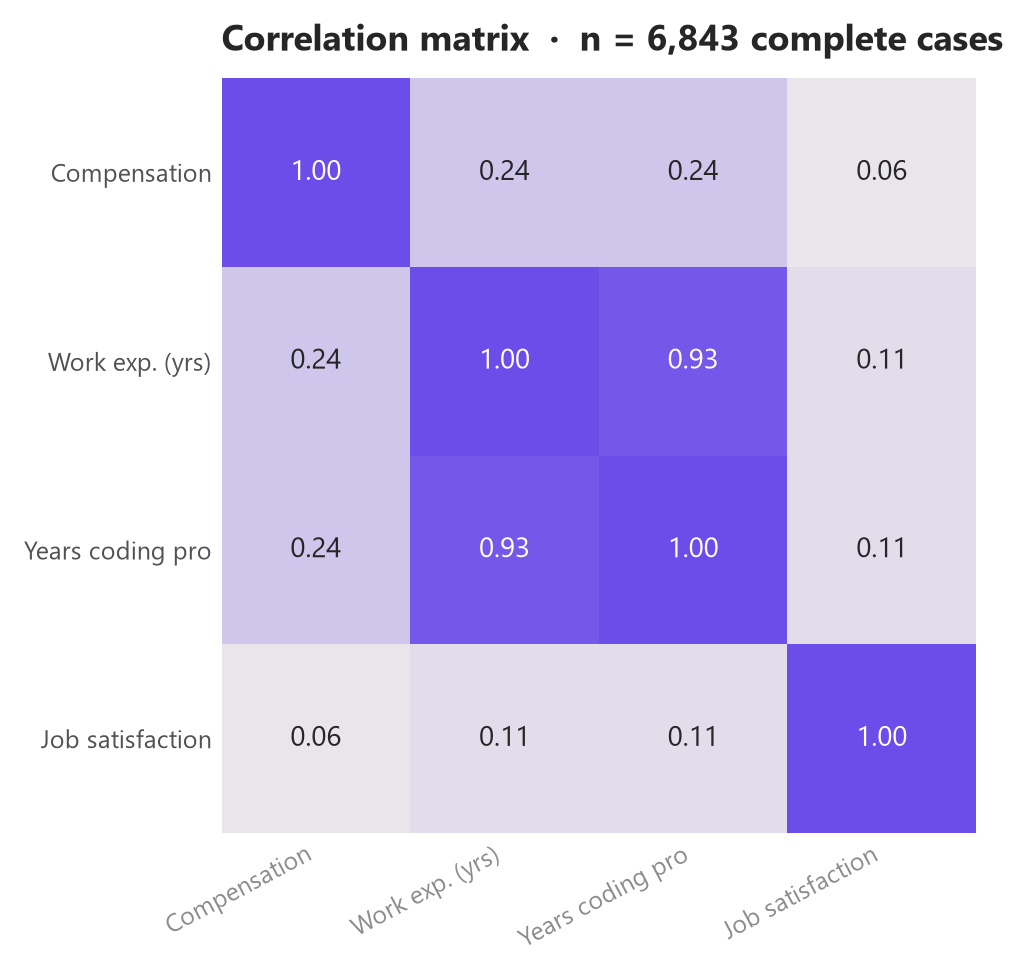 Correlation matrix · n = 6,843 complete cases
Compensation 1.00 0.24 0.24 0.06
Work exp. (yrs) 0.24 1.00 0.93 0.11
Years coding pro 0.24 0.93 1.00 0.11
Job satisfaction 0.06 0.11 0.11 1.00
Compensation Work exp. (yrs) Years coding pro Job satisfaction